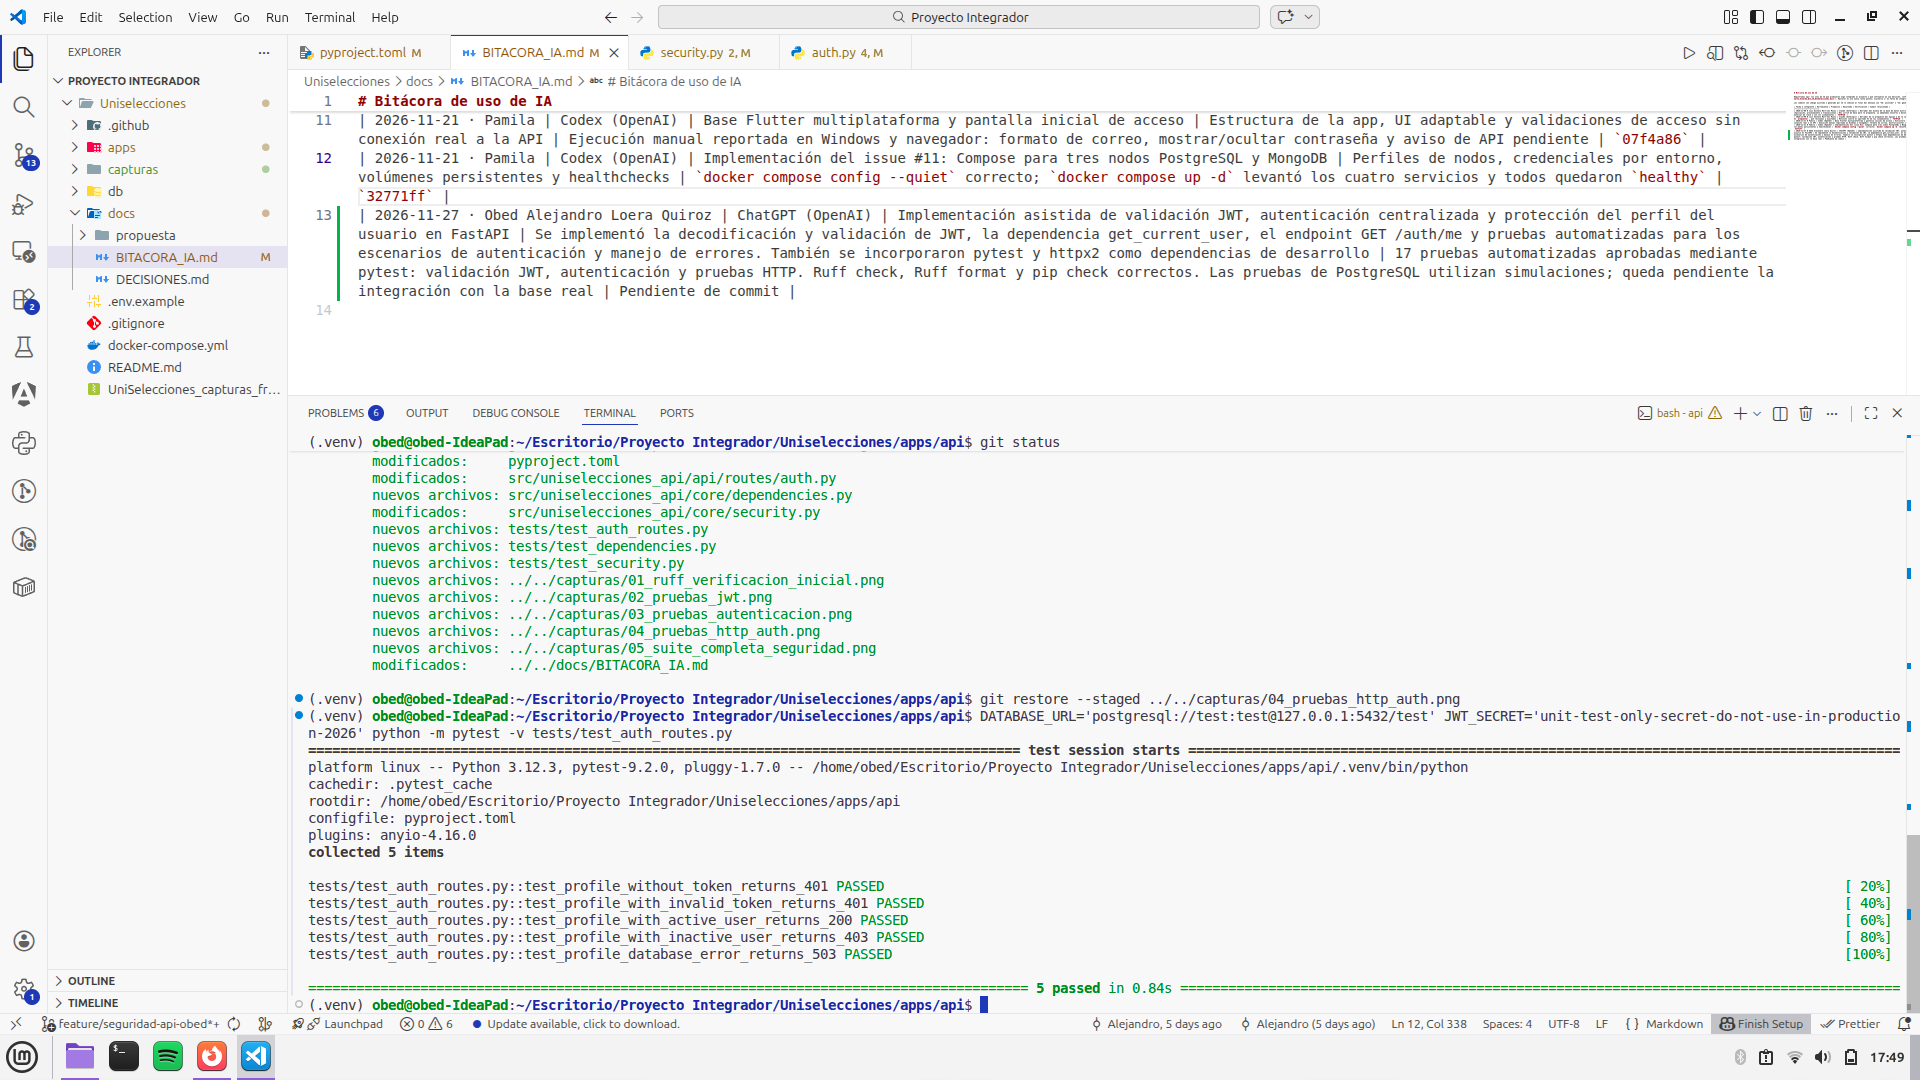 File Edit Selection View Go Run Terminal Help
Proyecto Integrador
EXPLORER
PROYECTO INTEGRADOR
Uniselecciones
.github
apps
capturas
db
docs
propuesta
BITACORA_IA.md M
DECISIONES.md
.env.example
.gitignore
docker-compose.yml
README.md
UniSelecciones_capturas_fr...
OUTLINE
TIMELINE
13
2
1
pyproject.toml M
BITACORA_IA.md M
security.py 2, M
auth.py 4, M
Uniselecciones > docs > BITACORA_IA.md > # Bitácora de uso de IA
1 # Bitácora de uso de IA
11 | 2026-11-21 · Pamila | Codex (OpenAI) | Base Flutter multiplataforma y pantalla inicial de acceso | Estructura de la app, UI adaptable y validaciones de acceso sin
conexión real a la API | Ejecución manual reportada en Windows y navegador: formato de correo, mostrar/ocultar contraseña y aviso de API pendiente | `07f4a86` |
12 | 2026-11-21 · Pamila | Codex (OpenAI) | Implementación del issue #11: Compose para tres nodos PostgreSQL y MongoDB | Perfiles de nodos, credenciales por entorno,
volúmenes persistentes y healthchecks | `docker compose config --quiet` correcto; `docker compose up -d` levantó los cuatro servicios y todos quedaron `healthy` |
`32771ff` |
13 | 2026-11-27 · Obed Alejandro Loera Quiroz | ChatGPT (OpenAI) | Implementación asistida de validación JWT, autenticación centralizada y protección del perfil del
usuario en FastAPI | Se implementó la decodificación y validación de JWT, la dependencia get_current_user, el endpoint GET /auth/me y pruebas automatizadas para los
escenarios de autenticación y manejo de errores. También se incorporaron pytest y httpx2 como dependencias de desarrollo | 17 pruebas automatizadas aprobadas mediante
pytest: validación JWT, autenticación y pruebas HTTP. Ruff check, Ruff format y pip check correctos. Las pruebas de PostgreSQL utilizan simulaciones; queda pendiente la
integración con la base real | Pendiente de commit |
14
PROBLEMS 6 OUTPUT DEBUG CONSOLE TERMINAL PORTS
bash - api
(.venv) obed@obed-IdeaPad:~/Escritorio/Proyecto Integrador/Uniselecciones/apps/api$ git status
modificados: pyproject.toml
modificados: src/uniselecciones_api/api/routes/auth.py
nuevos archivos: src/uniselecciones_api/core/dependencies.py
modificados: src/uniselecciones_api/core/security.py
nuevos archivos: tests/test_auth_routes.py
nuevos archivos: tests/test_dependencies.py
nuevos archivos: tests/test_security.py
nuevos archivos: ../../capturas/01_ruff_verificacion_inicial.png
nuevos archivos: ../../capturas/02_pruebas_jwt.png
nuevos archivos: ../../capturas/03_pruebas_autenticacion.png
nuevos archivos: ../../capturas/04_pruebas_http_auth.png
nuevos archivos: ../../capturas/05_suite_completa_seguridad.png
modificados: ../../docs/BITACORA_IA.md
(.venv) obed@obed-IdeaPad:~/Escritorio/Proyecto Integrador/Uniselecciones/apps/api$ git restore --staged ../../capturas/04_pruebas_http_auth.png
(.venv) obed@obed-IdeaPad:~/Escritorio/Proyecto Integrador/Uniselecciones/apps/api$ DATABASE_URL='postgresql://test:test@127.0.0.1:5432/test' JWT_SECRET='unit-test-only-secret-do-not-use-in-productio
n-2026' python -m pytest -v tests/test_auth_routes.py
test session starts
platform linux -- Python 3.12.3, pytest-9.2.0, pluggy-1.7.0 -- /home/obed/Escritorio/Proyecto Integrador/Uniselecciones/apps/api/.venv/bin/python
cachedir: .pytest_cache
rootdir: /home/obed/Escritorio/Proyecto Integrador/Uniselecciones/apps/api
configfile: pyproject.toml
plugins: anyio-4.16.0
collected 5 items
tests/test_auth_routes.py::test_profile_without_token_returns_401 PASSED [ 20%]
tests/test_auth_routes.py::test_profile_with_invalid_token_returns_401 PASSED [ 40%]
tests/test_auth_routes.py::test_profile_with_active_user_returns_200 PASSED [ 60%]
tests/test_auth_routes.py::test_profile_with_inactive_user_returns_403 PASSED [ 80%]
tests/test_auth_routes.py::test_profile_database_error_returns_503 PASSED [100%]
5 passed in 0.84s
(.venv) obed@obed-IdeaPad:~/Escritorio/Proyecto Integrador/Uniselecciones/apps/api$
feature/seguridad-api-obed*+ Launchpad 0 6 Update available, click to download. Alejandro, 5 days ago Alejandro (5 days ago) Ln 12, Col 338 Spaces: 4 UTF-8 LF { } Markdown Finish Setup Prettier
17:49